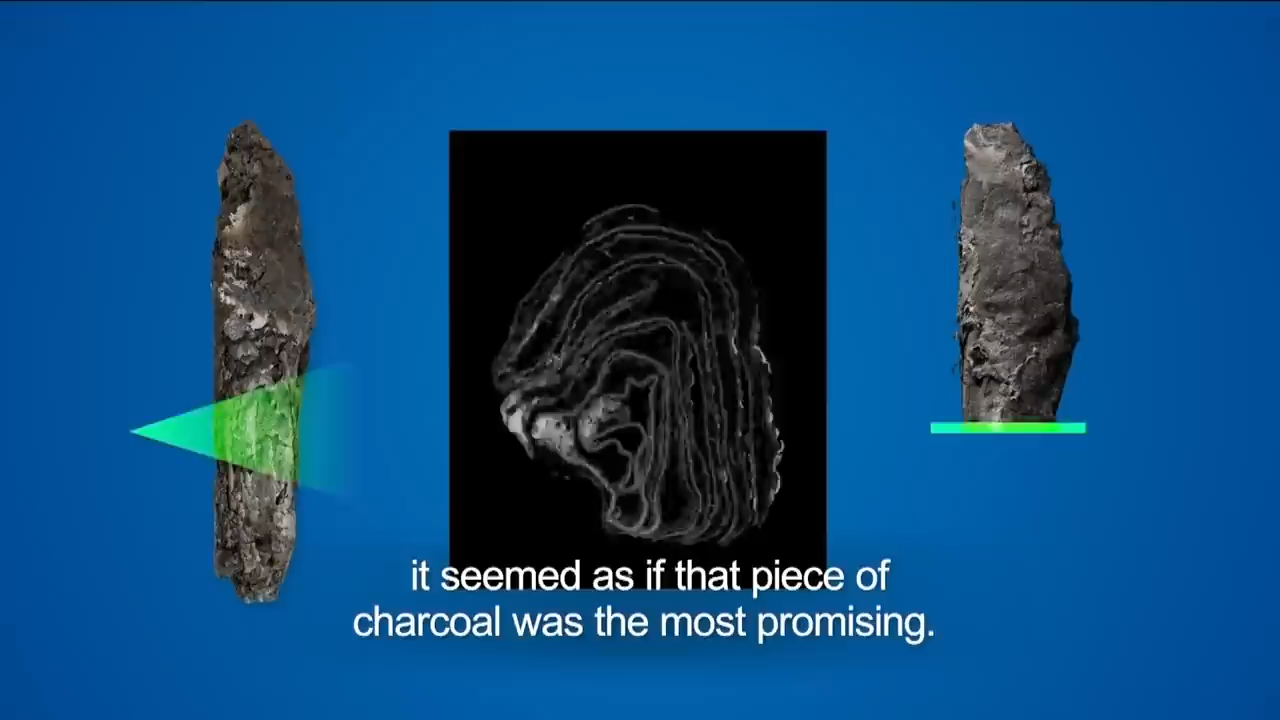 it seemed as if that piece of
charcoal was the most promising.